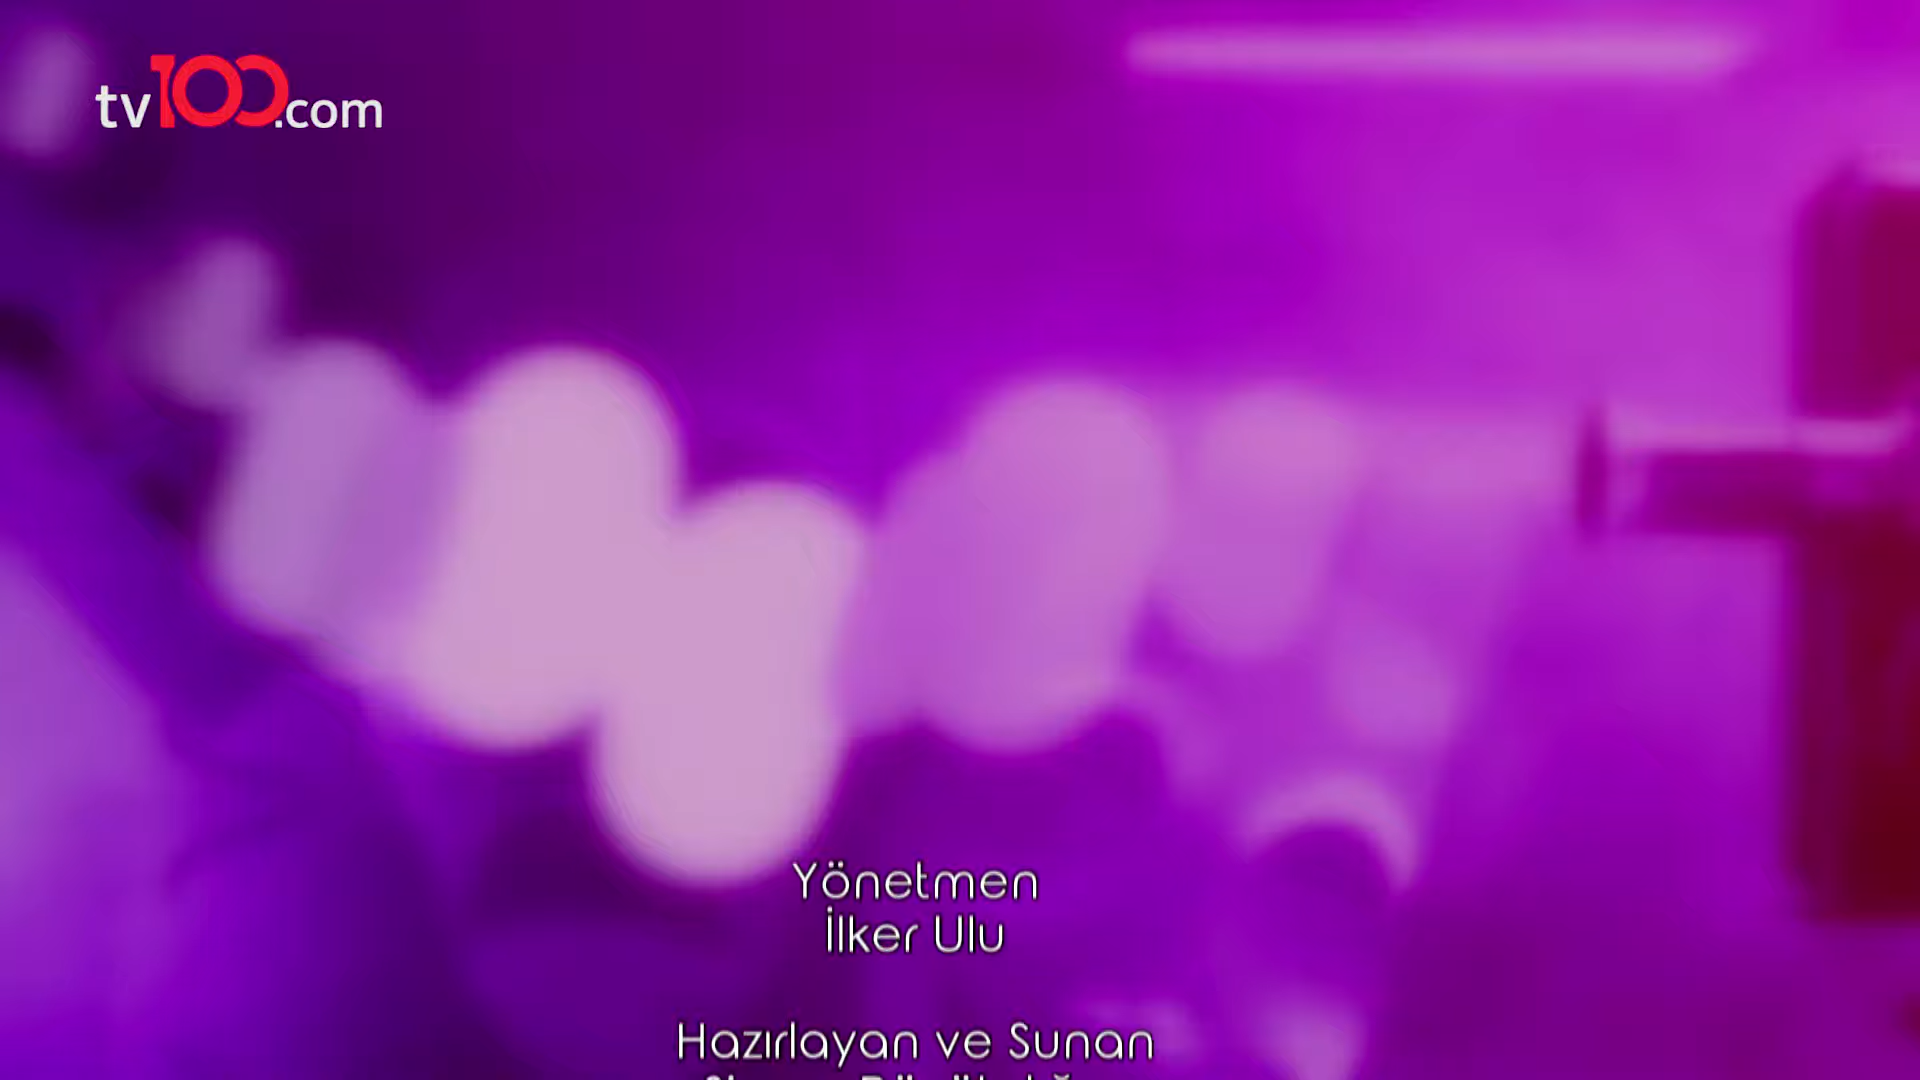 tv100.com
Yönetmen
İlker Ulu
Hazırlayan ve Sunan